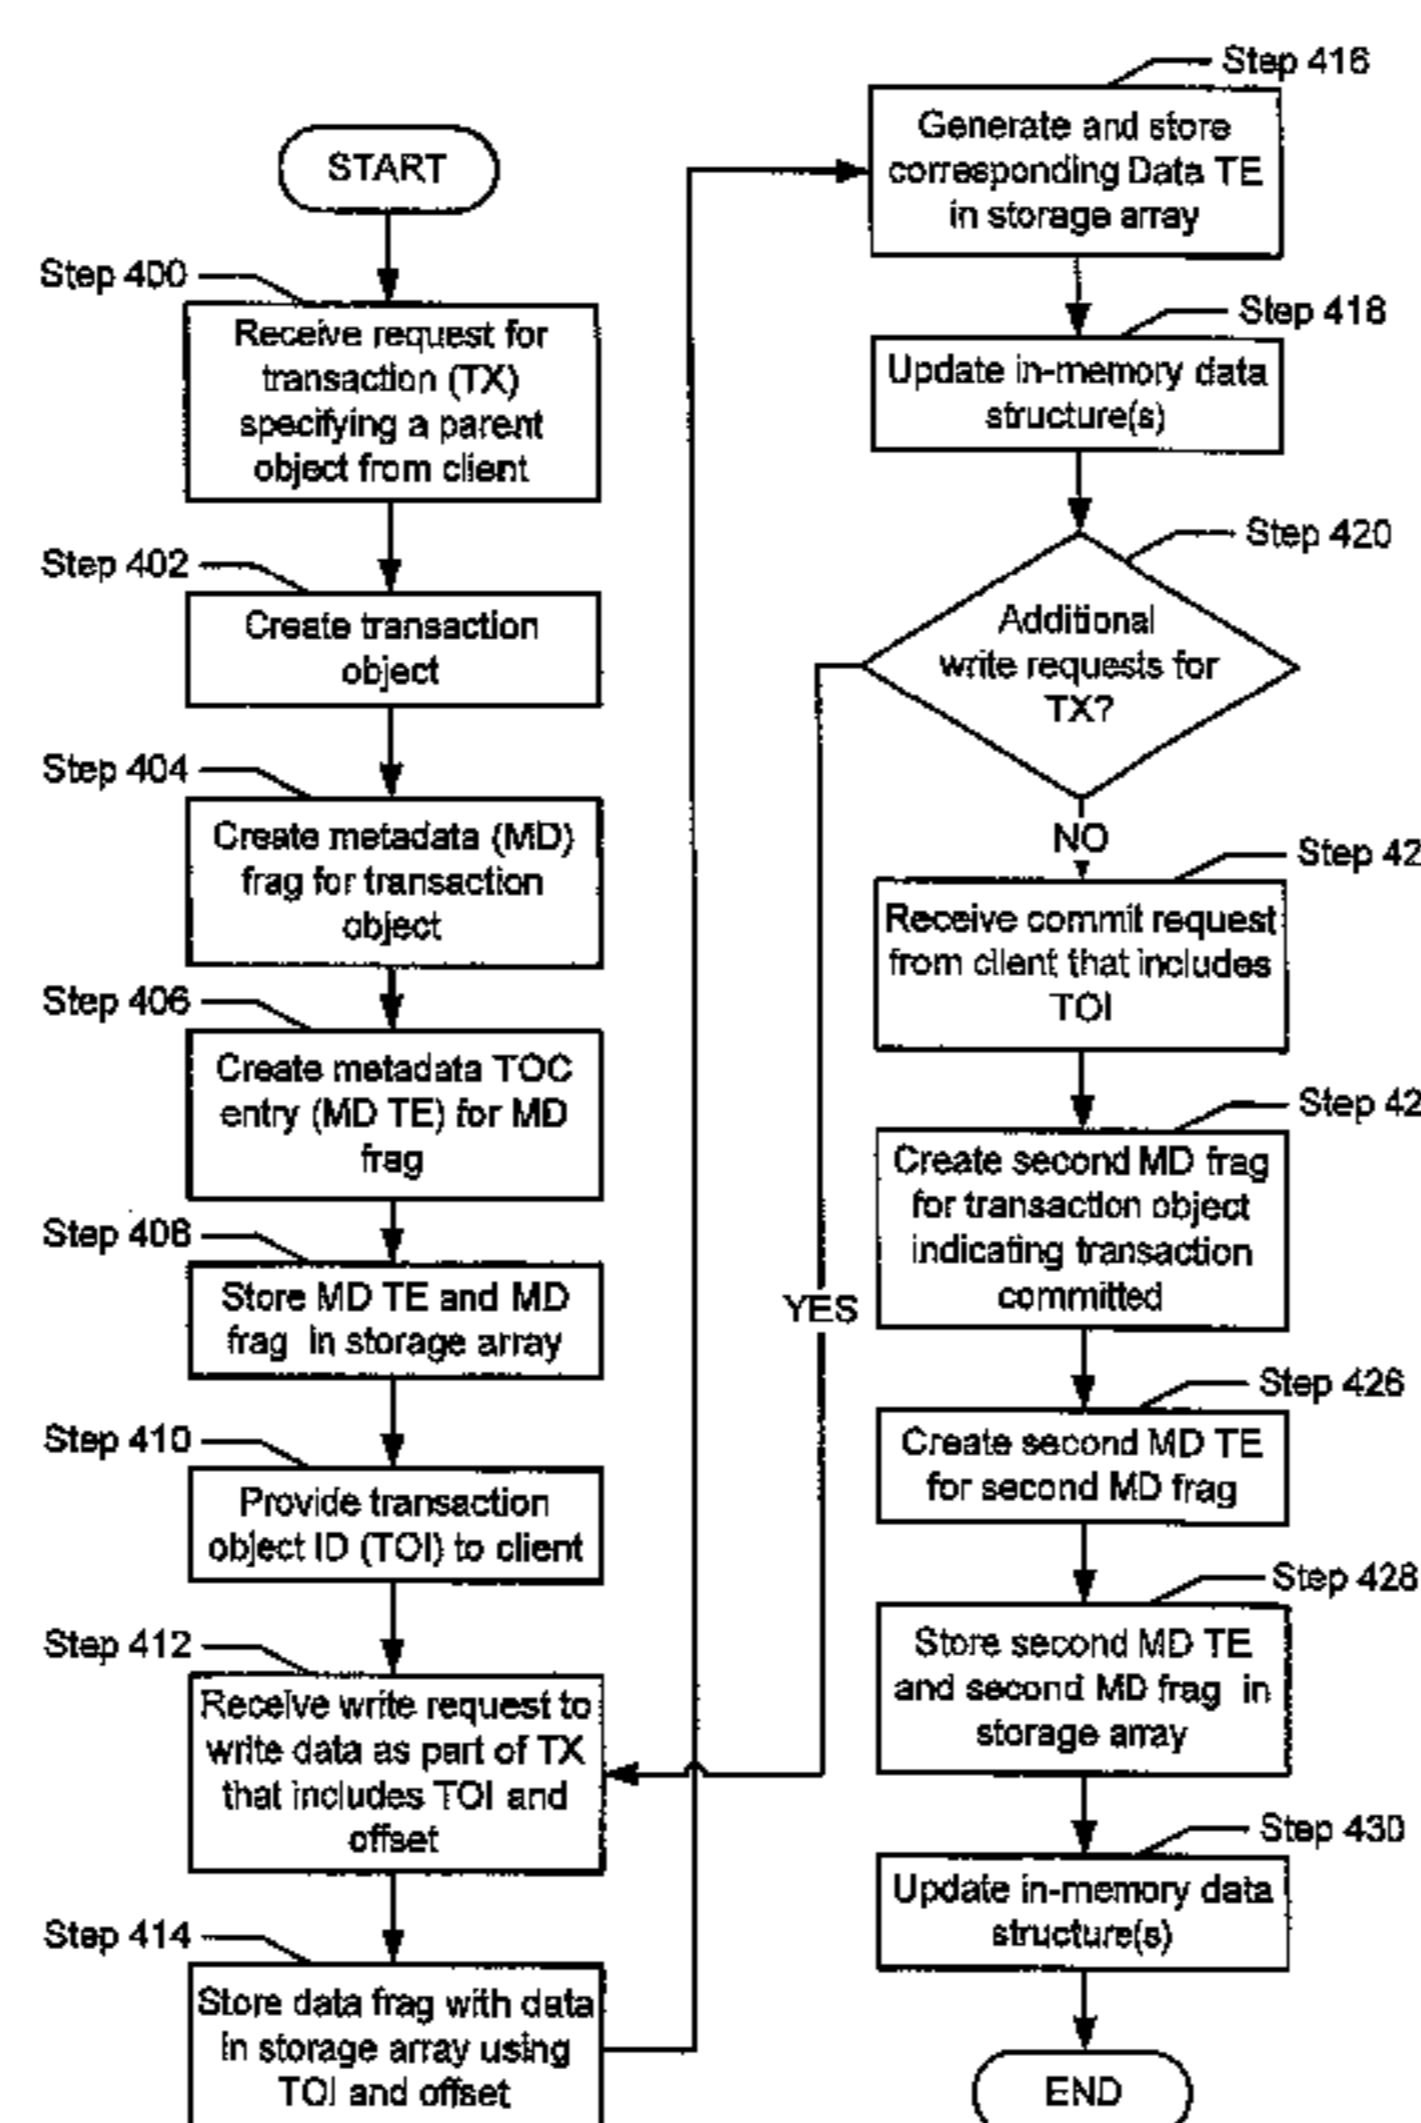 START
Step 400
Receive request for
transaction (TX)
specifying a parent
object from client
Step 402
Create transaction
object
Step 404
Create metadata (MD)
frag for transaction
object
Step 406
Create metadata TOC
entry (MD TE) for MD
frag
Step 408
Store MD TE and MD
frag in storage array
Step 410
Provide transaction
object ID (TOI) to client
Step 412
Receive write request to
write data as part of TX
that includes TOI and
offset
Step 414
Store data frag with data
in storage array using
TOI and offset
Step 416
Generate and store
corresponding Data TE
in storage array
Step 418
Update in-memory data
structure(s)
Step 420
Additional
write requests for
TX?
YES
NO
Step 42
Receive commit request
from client that includes
TOI
Step 42
Create second MD frag
for transaction object
indicating transaction
committed
Step 426
Create second MD TE
for second MD frag
Step 428
Store second MD TE
and second MD frag in
storage array
Step 430
Update in-memory data
structure(s)
END